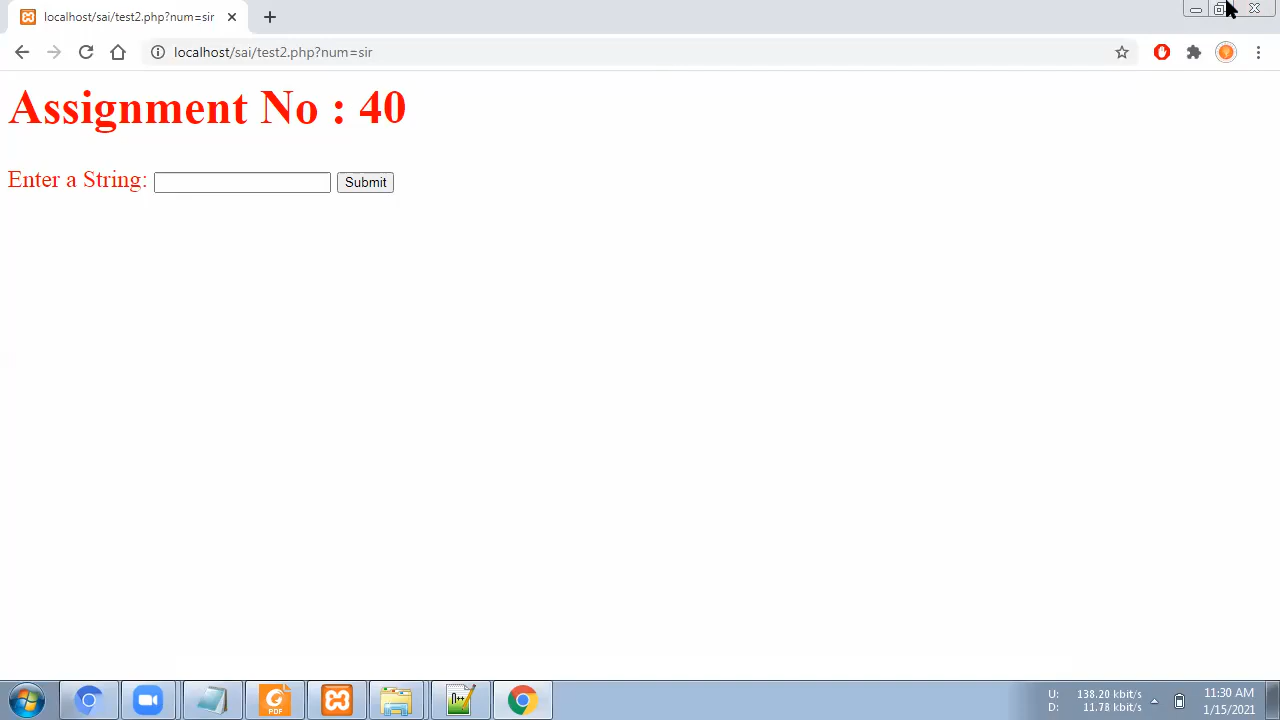 localhost/sai/test2.php?num=sir
localhost/sai/test2.php?num=sir
Assignment No : 40
Enter a String:
Submit
U: 138.20 kbit/s
D: 11.78 kbit/s
11:30 AM
1/15/2021
PDF
n++